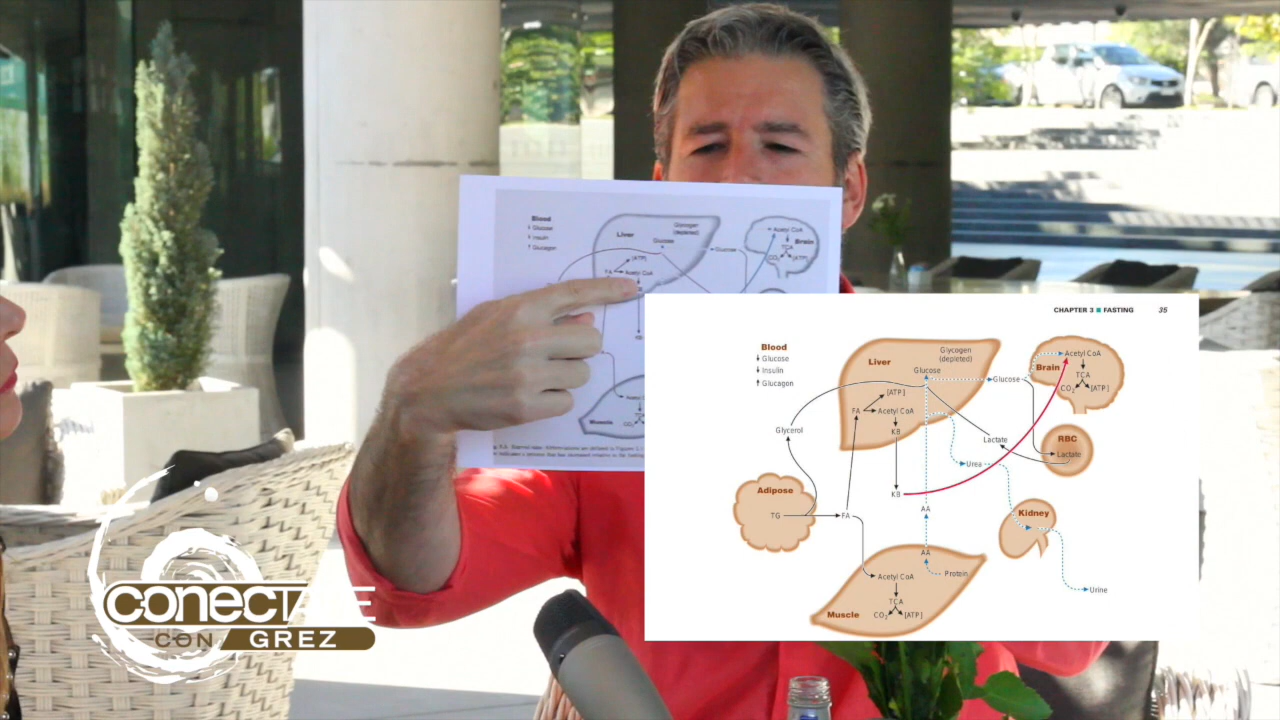 Blood
↓ Glucose
↓ Insulin
↑ Glucagon
Liver
Glycogen
(depleted)
Glucose
Glucose
[ATP]
FA
Acetyl CoA
Acetyl CoA
Brain
TCA
CO₂
[ATP]
CHAPTER 3 ■ FASTING 35
Blood
↓ Glucose
↓ Insulin
↑ Glucagon
Liver
Glycogen
(depleted)
Glucose
Glucose
Brain
Acetyl CoA
TCA
CO₂ [ATP]
[ATP]
FA
Acetyl CoA
KB
Glycerol
Lactate
RBC
Lactate
Urea
KB
Adipose
TG
FA
AA
Kidney
AA
Protein
Acetyl CoA
TCA
CO₂ [ATP]
Muscle
Urine
Muscle
CONECTATE
CON GREZ